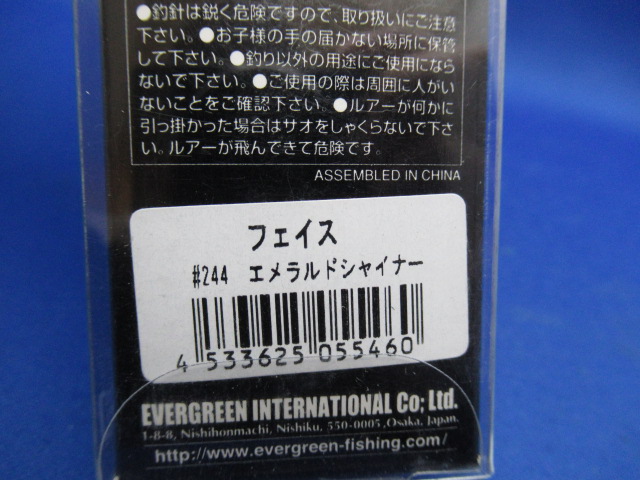 ●釣針は鋭く危険ですので、取り扱いにご注意
下さい。●お子様の手の届かない場所に保管
して下さい。●釣り以外の用途にご使用になら
ないで下さい。●ご使用の際は周囲に人がい
ないことをご確認下さい。●ルアーが何かに
引っ掛かった場合はサオをしゃくらないで下さ
い。ルアーが飛んできて危険です。
ASSEMBLED IN CHINA
フェイス
#244 エメラルドシャイナー
4 533625 055460
EVERGREEN INTERNATIONAL Co; Ltd.
1-8-8, Nishihonmachi, Nishiku, 550-0005, Osaka, Japan.
http://www.evergreen-fishing.com/